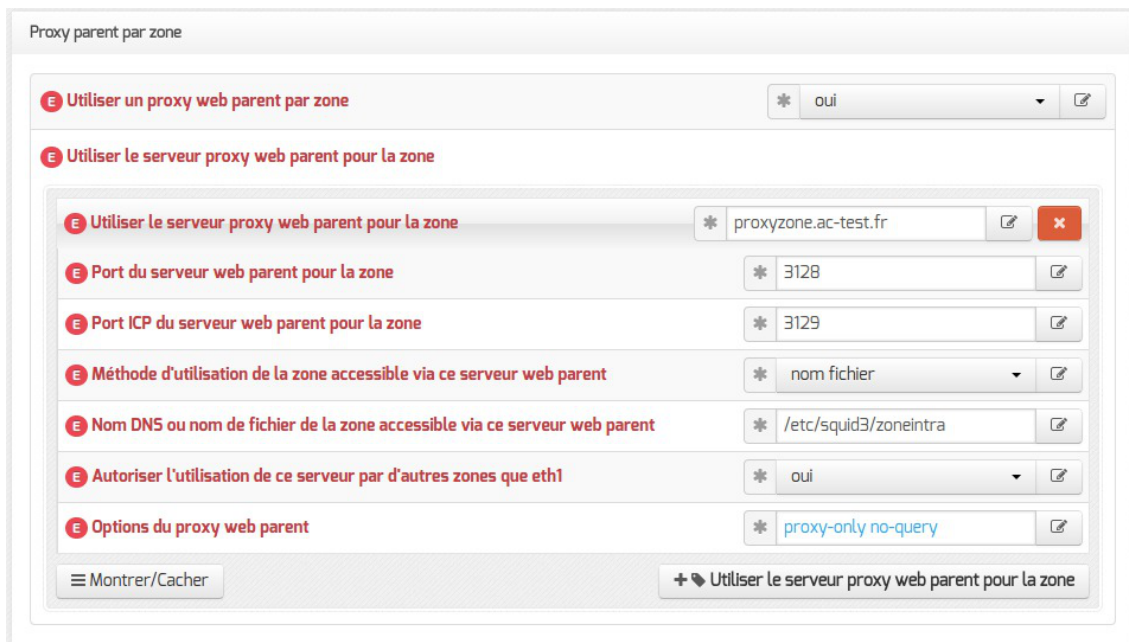 Proxy parent par zone
E Utiliser un proxy web parent par zone * oui
E Utiliser le serveur proxy web parent pour la zone
E Utiliser le serveur proxy web parent pour la zone * proxyzone.ac-test.fr
E Port du serveur web parent pour la zone * 3128
E Port ICP du serveur web parent pour la zone * 3129
E Méthode d'utilisation de la zone accessible via ce serveur web parent * nom fichier
E Nom DNS ou nom de fichier de la zone accessible via ce serveur web parent * /etc/squid3/zoneintra
E Autoriser l'utilisation de ce serveur par d'autres zones que eth1 * oui
E Options du proxy web parent * proxy-only no-query
Montrer/Cacher + Utiliser le serveur proxy web parent pour la zone